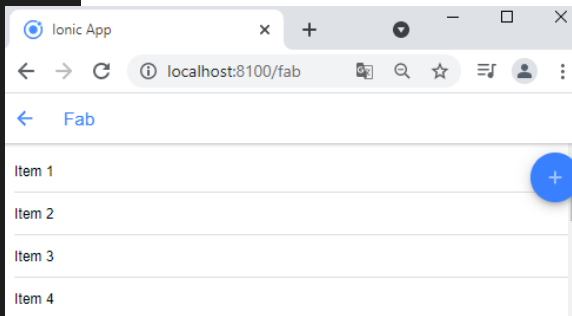 Ionic App
localhost:8100/fab
Fab
Item 1
Item 2
Item 3
Item 4